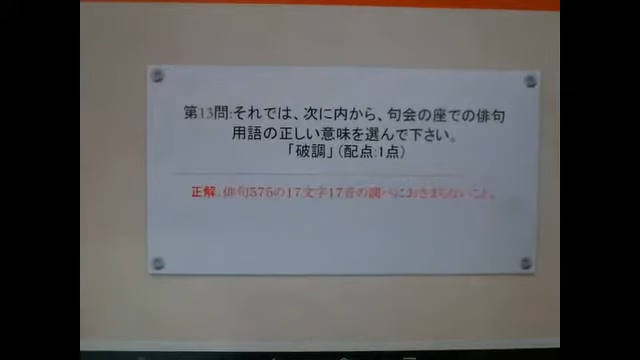 第13問:それでは、次に内から、句会の座での俳句
用語の正しい意味を選んで下さい。
「破調」(配点:1点)
正解:俳句575の17文字17音の調べにおさまらないこと。